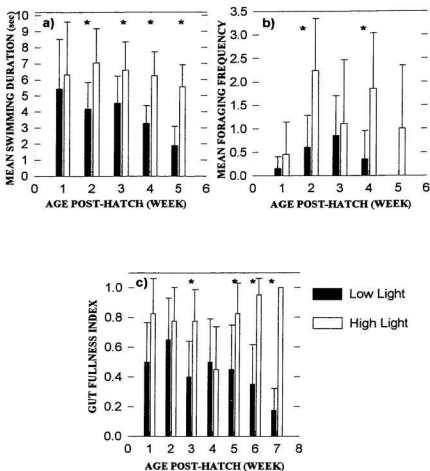 a) * * * *
MEAN SWIMMING DURATION (sec)
10
9
8
7
6
5
4
3
2
1
0
0 1 2 3 4 5 6
AGE POST-HATCH (WEEK)
b) * *
MEAN FORAGING FREQUENCY
3.5
3.0
2.5
2.0
1.5
1.0
0.5
0.0
0 1 2 3 4 5 6
AGE POST-HATCH (WEEK)
c) * * * *
GUT FULLNESS INDEX
1.0
0.8
0.6
0.4
0.2
0.0
0 1 2 3 4 5 6 7 8
AGE POST-HATCH (WEEK)
Low Light
High Light